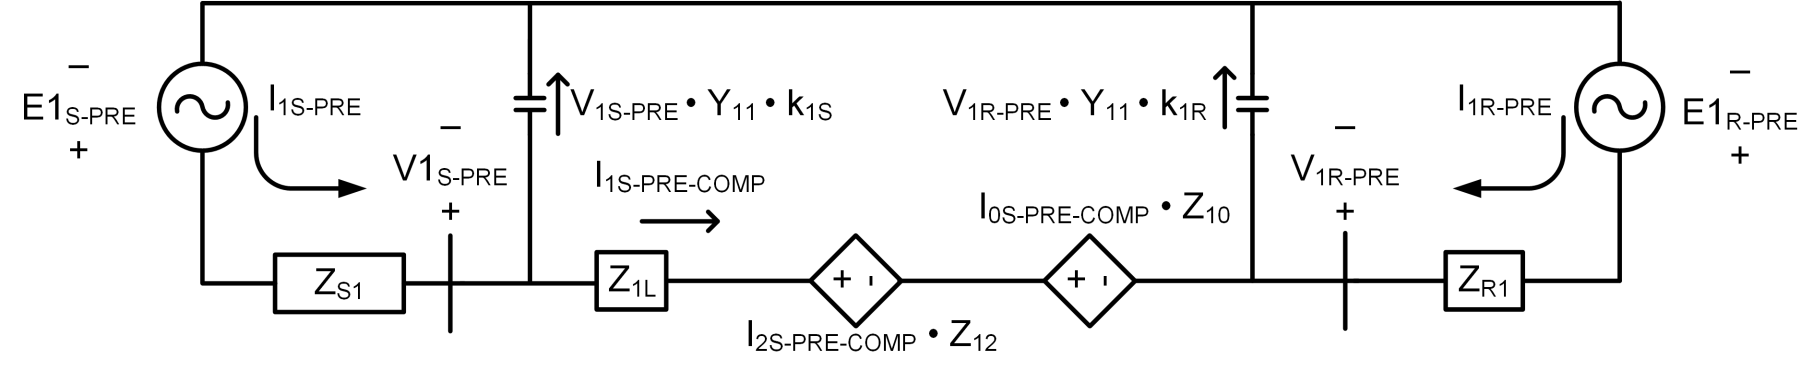 −
E1S-PRE
+
I1S-PRE
−
V1S-PRE
+
V1S-PRE • Y11 • k1S
I1S-PRE-COMP
V1R-PRE • Y11 • k1R
I0S-PRE-COMP • Z10
−
V1R-PRE
+
I1R-PRE
−
E1R-PRE
+
ZS1
Z1L
+ -
+ -
ZR1
I2S-PRE-COMP • Z12